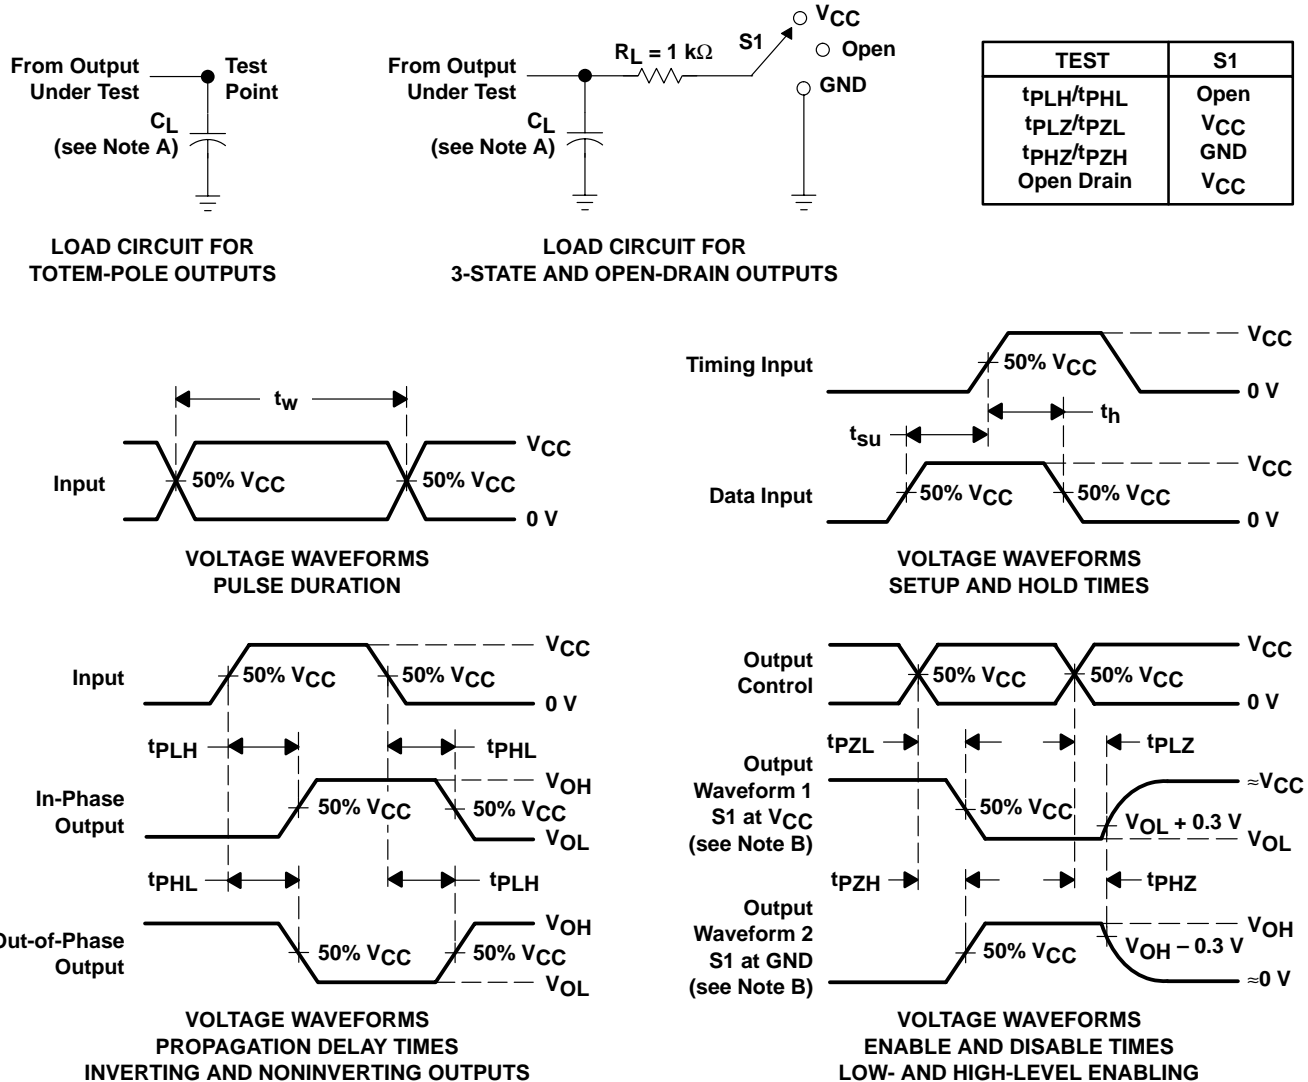 From Output
Under Test
Test
Point
CL
(see Note A)
LOAD CIRCUIT FOR
TOTEM-POLE OUTPUTS
From Output
Under Test
RL = 1 kΩ
S1
VCC
Open
GND
CL
(see Note A)
LOAD CIRCUIT FOR
3-STATE AND OPEN-DRAIN OUTPUTS
TEST S1
tPLH/tPHL Open
tPLZ/tPZL VCC
tPHZ/tPZH GND
Open Drain VCC
tw
Input
50% VCC
50% VCC
VCC
0 V
VOLTAGE WAVEFORMS
PULSE DURATION
Timing Input
50% VCC
VCC
0 V
tsu
th
Data Input
50% VCC
50% VCC
VCC
0 V
VOLTAGE WAVEFORMS
SETUP AND HOLD TIMES
Input
50% VCC
50% VCC
VCC
0 V
tPLH
tPHL
In-Phase
Output
50% VCC
50% VCC
VOH
VOL
tPHL
tPLH
Out-of-Phase
Output
50% VCC
50% VCC
VOH
VOL
VOLTAGE WAVEFORMS
PROPAGATION DELAY TIMES
INVERTING AND NONINVERTING OUTPUTS
Output
Control
50% VCC
50% VCC
VCC
0 V
tPZL
tPLZ
Output
Waveform 1
S1 at VCC
(see Note B)
50% VCC
≈VCC
VOL + 0.3 V
VOL
tPZH
tPHZ
Output
Waveform 2
S1 at GND
(see Note B)
50% VCC
VOH
VOH − 0.3 V
≈0 V
VOLTAGE WAVEFORMS
ENABLE AND DISABLE TIMES
LOW- AND HIGH-LEVEL ENABLING